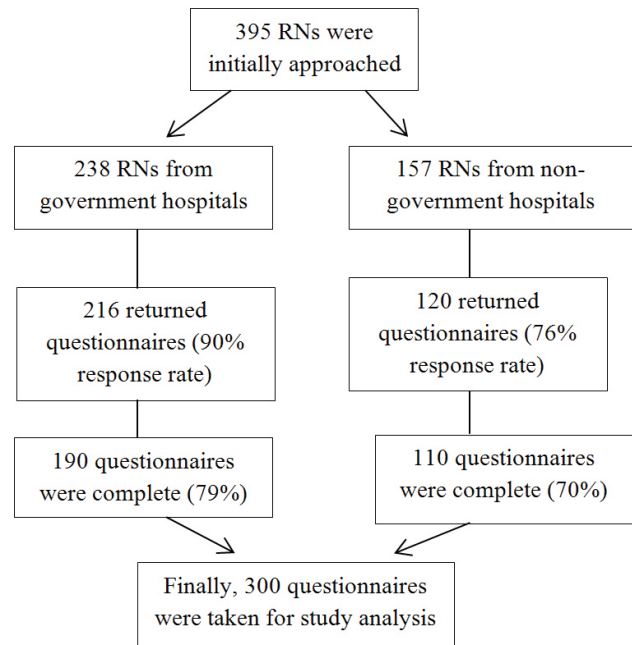 395 RNs were
initially approached
238 RNs from
government hospitals
157 RNs from non-
government hospitals
216 returned
questionnaires (90%
response rate)
120 returned
questionnaires (76%
response rate)
190 questionnaires
were complete (79%)
110 questionnaires
were complete (70%)
Finally, 300 questionnaires
were taken for study analysis